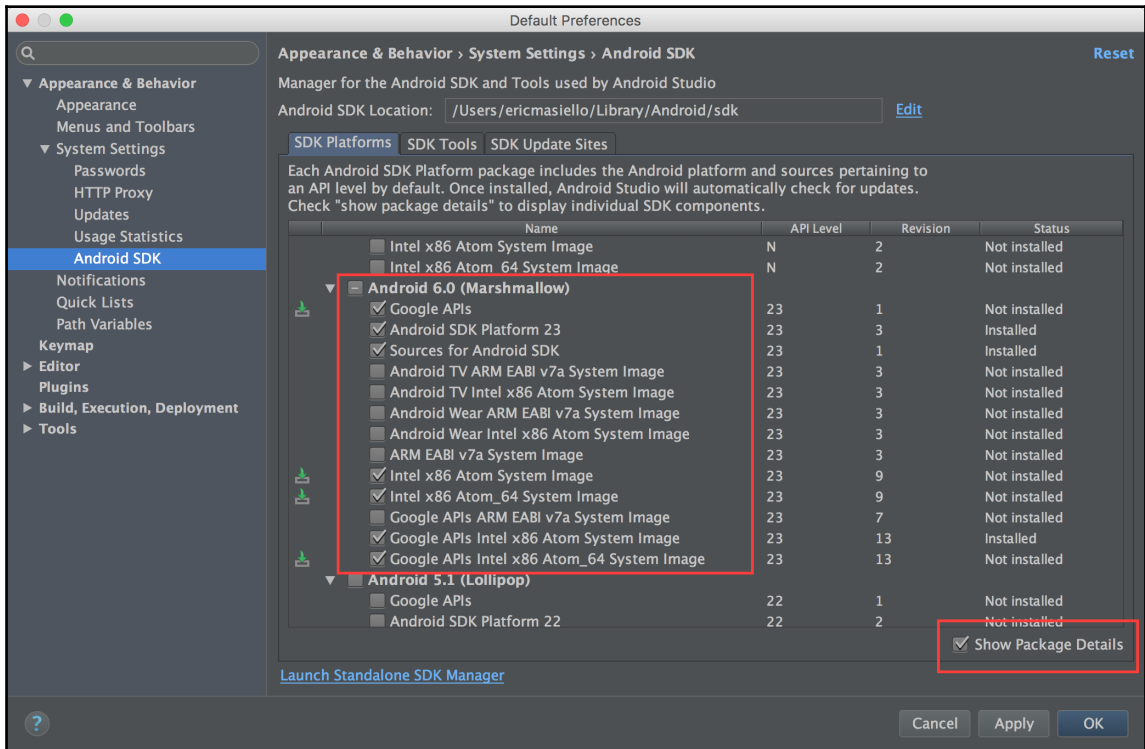 Default Preferences
Appearance & Behavior
Appearance
Menus and Toolbars
System Settings
Passwords
HTTP Proxy
Updates
Usage Statistics
Android SDK
Notifications
Quick Lists
Path Variables
Keymap
Editor
Plugins
Build, Execution, Deployment
Tools
Appearance & Behavior › System Settings › Android SDK Reset
Manager for the Android SDK and Tools used by Android Studio
Android SDK Location: /Users/ericmasiello/Library/Android/sdk Edit
SDK Platforms SDK Tools SDK Update Sites
Each Android SDK Platform package includes the Android platform and sources pertaining to
an API level by default. Once installed, Android Studio will automatically check for updates.
Check "show package details" to display individual SDK components.
Name API Level Revision Status
Intel x86 Atom System Image N 2 Not installed
Intel x86 Atom_64 System Image N 2 Not installed
Android 6.0 (Marshmallow)
Google APIs 23 1 Not installed
Android SDK Platform 23 23 3 Installed
Sources for Android SDK 23 1 Installed
Android TV ARM EABI v7a System Image 23 3 Not installed
Android TV Intel x86 Atom System Image 23 3 Not installed
Android Wear ARM EABI v7a System Image 23 3 Not installed
Android Wear Intel x86 Atom System Image 23 3 Not installed
ARM EABI v7a System Image 23 3 Not installed
Intel x86 Atom System Image 23 9 Not installed
Intel x86 Atom_64 System Image 23 9 Not installed
Google APIs ARM EABI v7a System Image 23 7 Not installed
Google APIs Intel x86 Atom System Image 23 13 Installed
Google APIs Intel x86 Atom_64 System Image 23 13 Not installed
Android 5.1 (Lollipop)
Google APIs 22 1 Not installed
Android SDK Platform 22 22 2 Not installed
Show Package Details
Launch Standalone SDK Manager
? Cancel Apply OK